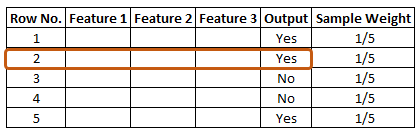 Row No. Feature 1 Feature 2 Feature 3 Output Sample Weight
1 Yes 1/5
2 Yes 1/5
3 No 1/5
4 No 1/5
5 Yes 1/5